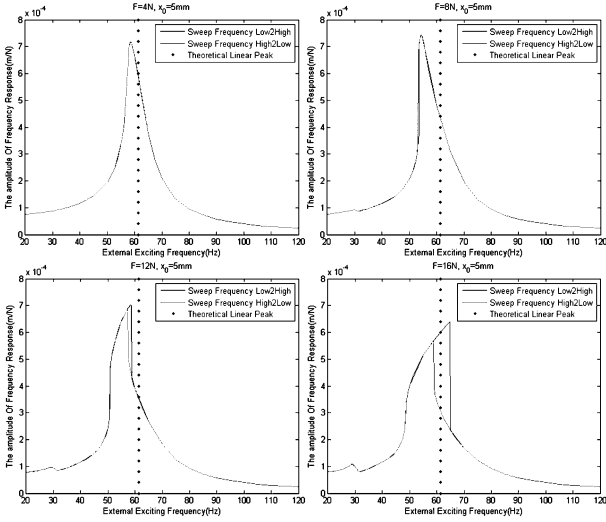 F=4N, x₀=5mm
x 10⁻⁴
Sweep Frequency Low2High
Sweep Frequency High2Low
Theoretical Linear Peak
The amplitude Of Frequency Response(m/N)
8
7
6
5
4
3
2
1
0
20 30 40 50 60 70 80 90 100 110 120
External Exciting Frequency(Hz)
F=8N, x₀=5mm
x 10⁻⁴
Sweep Frequency Low2High
Sweep Frequency High2Low
Theoretical Linear Peak
The amplitude Of Frequency Response(m/N)
8
7
6
5
4
3
2
1
0
20 30 40 50 60 70 80 90 100 110 120
External Exciting Frequency(Hz)
F=12N, x₀=5mm
x 10⁻⁴
Sweep Frequency Low2High
Sweep Frequency High2Low
Theoretical Linear Peak
The amplitude Of Frequency Response(m/N)
8
7
6
5
4
3
2
1
0
20 30 40 50 60 70 80 90 100 110 120
External Exciting Frequency(Hz)
F=16N, x₀=5mm
x 10⁻⁴
Sweep Frequency Low2High
Sweep Frequency High2Low
Theoretical Linear Peak
The amplitude Of Frequency Response(m/N)
8
7
6
5
4
3
2
1
0
20 30 40 50 60 70 80 90 100 110 120
External Exciting Frequency(Hz)